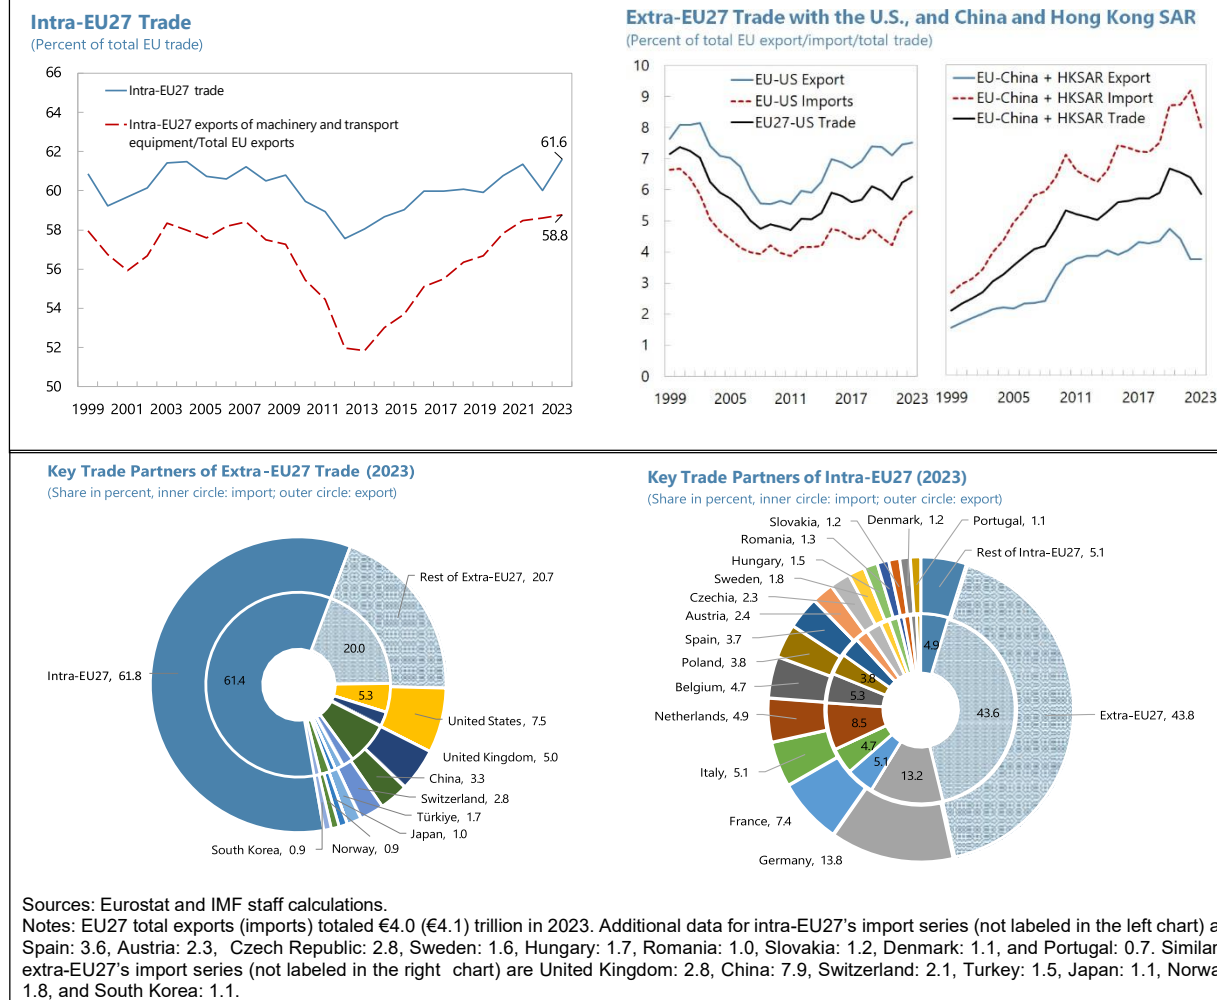 Intra-EU27 Trade
(Percent of total EU trade)
66
64
62
60
58
56
54
52
50
Intra-EU27 trade
Intra-EU27 exports of machinery and transport
equipment/Total EU exports
61.6
58.8
1999 2001 2003 2005 2007 2009 2011 2013 2015 2017 2019 2021 2023
Extra-EU27 Trade with the U.S., and China and Hong Kong SAR
(Percent of total EU export/import/total trade)
10
9
8
7
6
5
4
3
2
1
0
EU-US Export
EU-US Imports
EU27-US Trade
1999 2005 2011 2017 2023
EU-China + HKSAR Export
EU-China + HKSAR Import
EU-China + HKSAR Trade
1999 2005 2011 2017 2023
Key Trade Partners of Extra-EU27 Trade (2023)
(Share in percent, inner circle: import; outer circle: export)
Rest of Extra-EU27, 20.7
20.0
Intra-EU27, 61.8
61.4
5.3
United States, 7.5
United Kingdom, 5.0
China, 3.3
Switzerland, 2.8
Türkiye, 1.7
Japan, 1.0
Norway, 0.9
South Korea, 0.9
Key Trade Partners of Intra-EU27 (2023)
(Share in percent, inner circle: import; outer circle: export)
Slovakia, 1.2
Denmark, 1.2
Portugal, 1.1
Romania, 1.3
Rest of Intra-EU27, 5.1
Hungary, 1.5
Sweden, 1.8
Czechia, 2.3
Austria, 2.4
Spain, 3.7
Poland, 3.8
Belgium, 4.7
Netherlands, 4.9
Italy, 5.1
France, 7.4
Germany, 13.8
Extra-EU27, 43.8
4.9
3.8
5.3
8.5
4.7
5.1
13.2
43.6
Sources: Eurostat and IMF staff calculations.
Notes: EU27 total exports (imports) totaled €4.0 (€4.1) trillion in 2023. Additional data for intra-EU27's import series (not labeled in the left chart) a
Spain: 3.6, Austria: 2.3, Czech Republic: 2.8, Sweden: 1.6, Hungary: 1.7, Romania: 1.0, Slovakia: 1.2, Denmark: 1.1, and Portugal: 0.7. Similar
extra-EU27's import series (not labeled in the right chart) are United Kingdom: 2.8, China: 7.9, Switzerland: 2.1, Turkey: 1.5, Japan: 1.1, Norwa
1.8, and South Korea: 1.1.